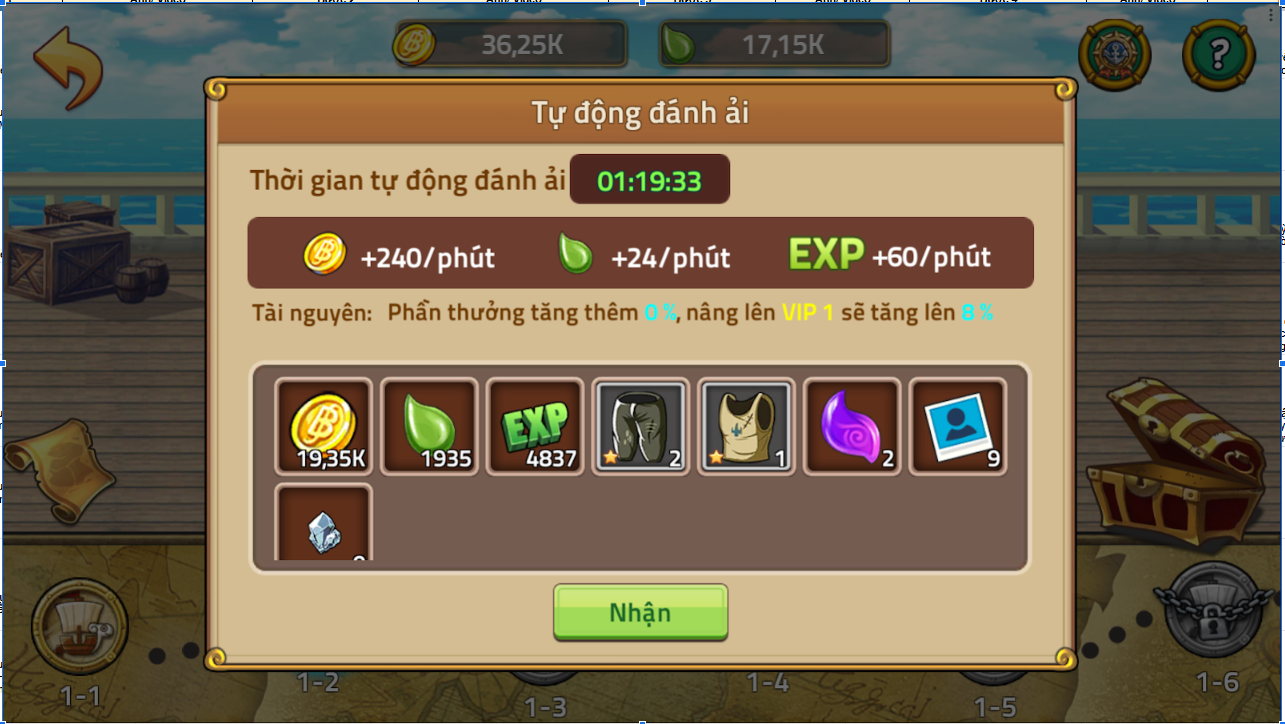 36,25K
17,15K
?
Tự động đánh ải
Thời gian tự động đánh ải 01:19:33
+240/phút +24/phút EXP +60/phút
Tài nguyên: Phần thưởng tăng thêm 0 %, nâng lên VIP 1 sẽ tăng lên 8 %
19,35K 1935 EXP 4837 2 1 2 9
Nhận
1-1
1-2
1-3
1-4
1-5
1-6